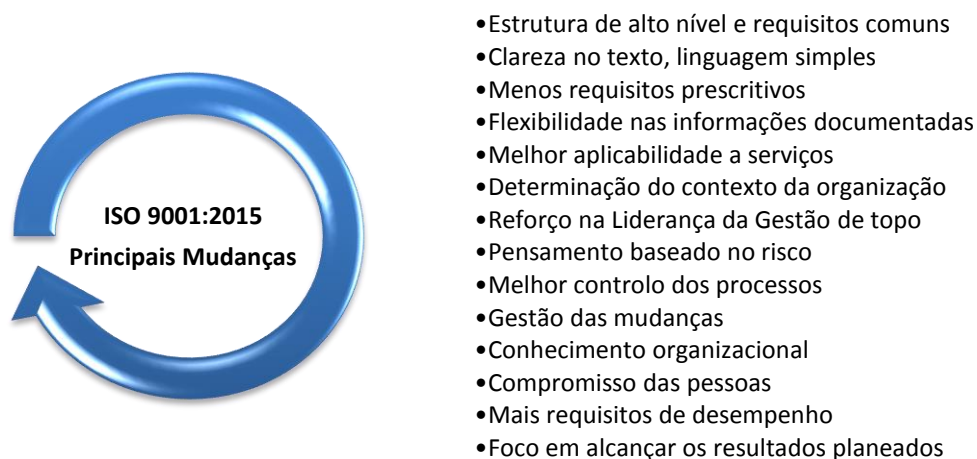 ISO 9001:2015
Principais Mudanças
•Estrutura de alto nível e requisitos comuns
•Clareza no texto, linguagem simples
•Menos requisitos prescritivos
•Flexibilidade nas informações documentadas
•Melhor aplicabilidade a serviços
•Determinação do contexto da organização
•Reforço na Liderança da Gestão de topo
•Pensamento baseado no risco
•Melhor controlo dos processos
•Gestão das mudanças
•Conhecimento organizacional
•Compromisso das pessoas
•Mais requisitos de desempenho
•Foco em alcançar os resultados planeados